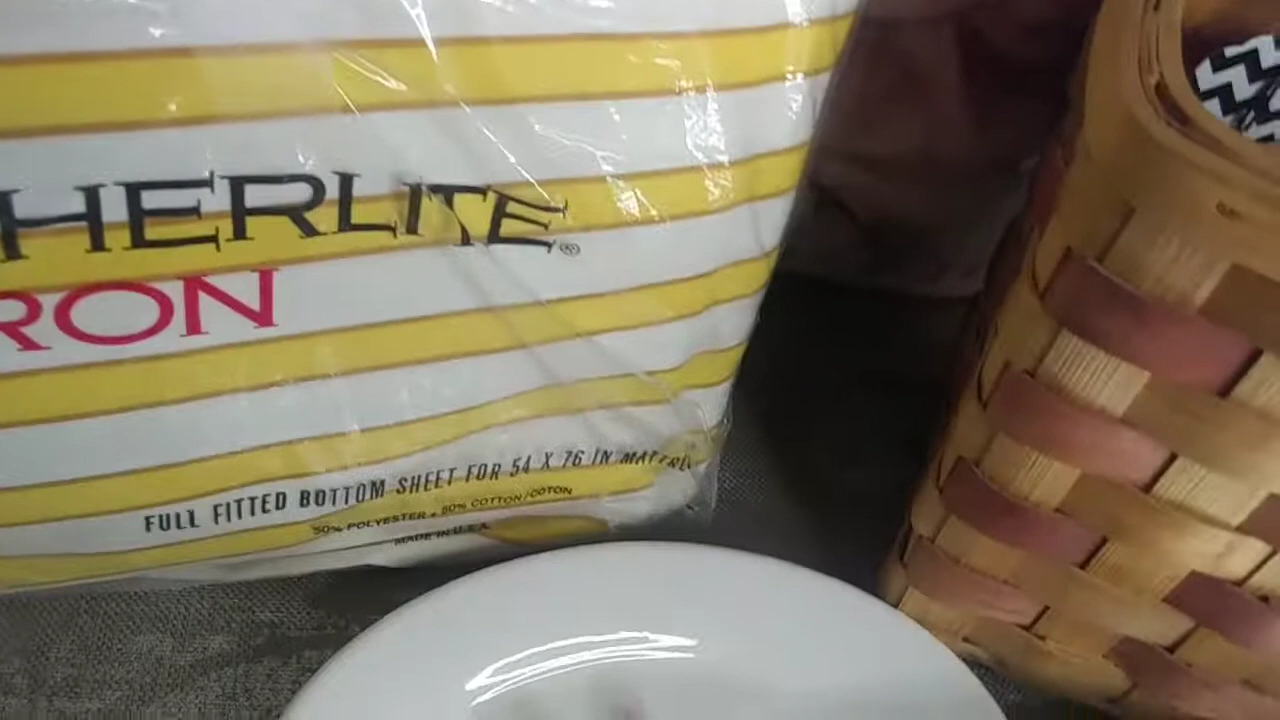 HERLITE®
RON
FULL FITTED BOTTOM SHEET FOR 54 X 76 IN
50% POLYESTER • 50% COTTON/COTON
MADE IN U.S.A.